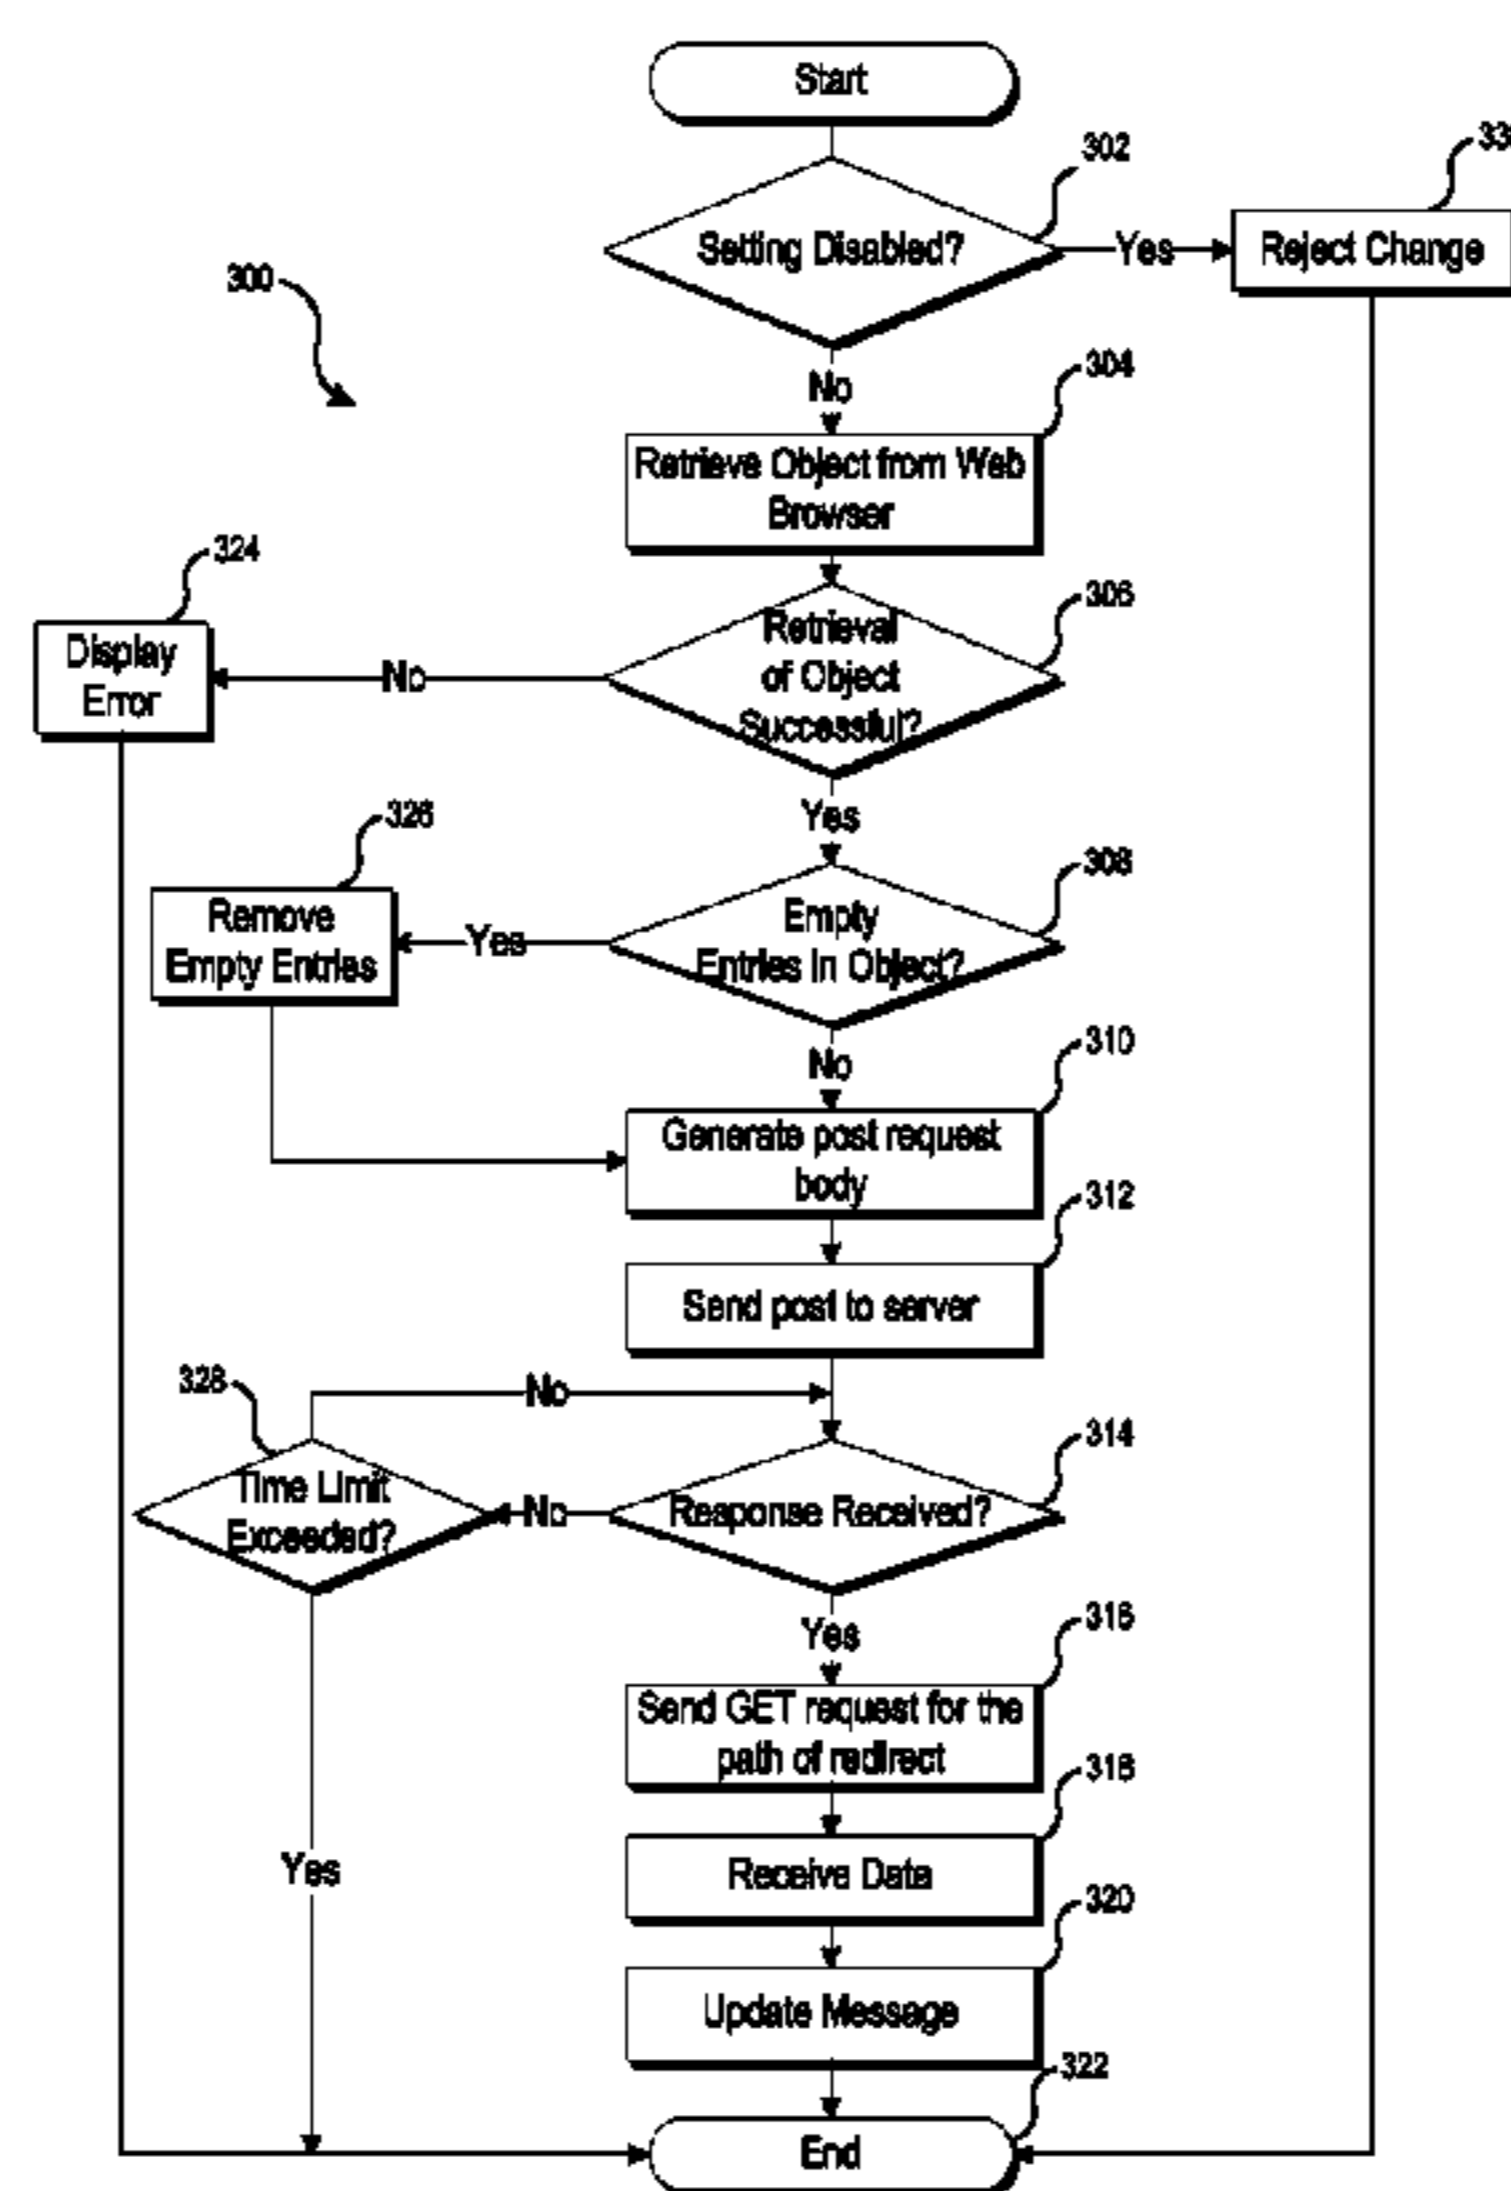 Start
302
Setting Disabled?
Yes
Reject Change
300
No
304
Retrieve Object from Web
Browser
324
Display
Error
No
306
Retrieval
of Object
Successful?
Yes
326
Remove
Empty Entries
Yes
308
Empty
Entries in Object?
No
310
Generate post request
body
312
Send post to server
328
No
Time Limit
Exceeded?
No
314
Response Received?
Yes
316
Send GET request for the
path of redirect
318
Receive Data
Yes
320
Update Message
322
End